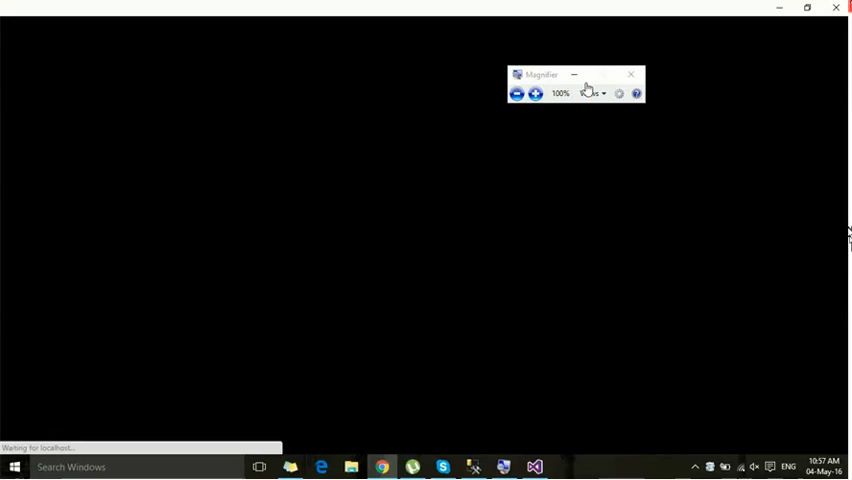 Magnifier
100%
Waiting for localhost...
Search Windows
ENG
10:57 AM
04-May-16